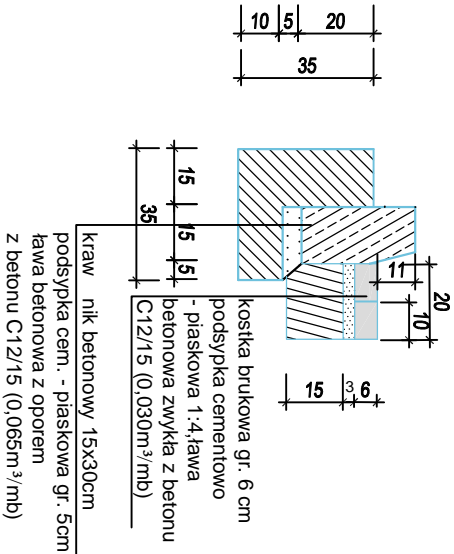 10
5
20
35
15
15
5
35
11
20
10
15
3
6
kostka brukowa gr. 6 cm
podsypka cementowo
- piaskowa 1:4,ława
betonowa zwykła z betonu
C12/15 (0,030m³/mb)
kraw nik betonowy 15x30cm
podsypka cem. - piaskowa gr. 5cm
ława betonowa z oporem
z betonu C12/15 (0,065m³/mb)